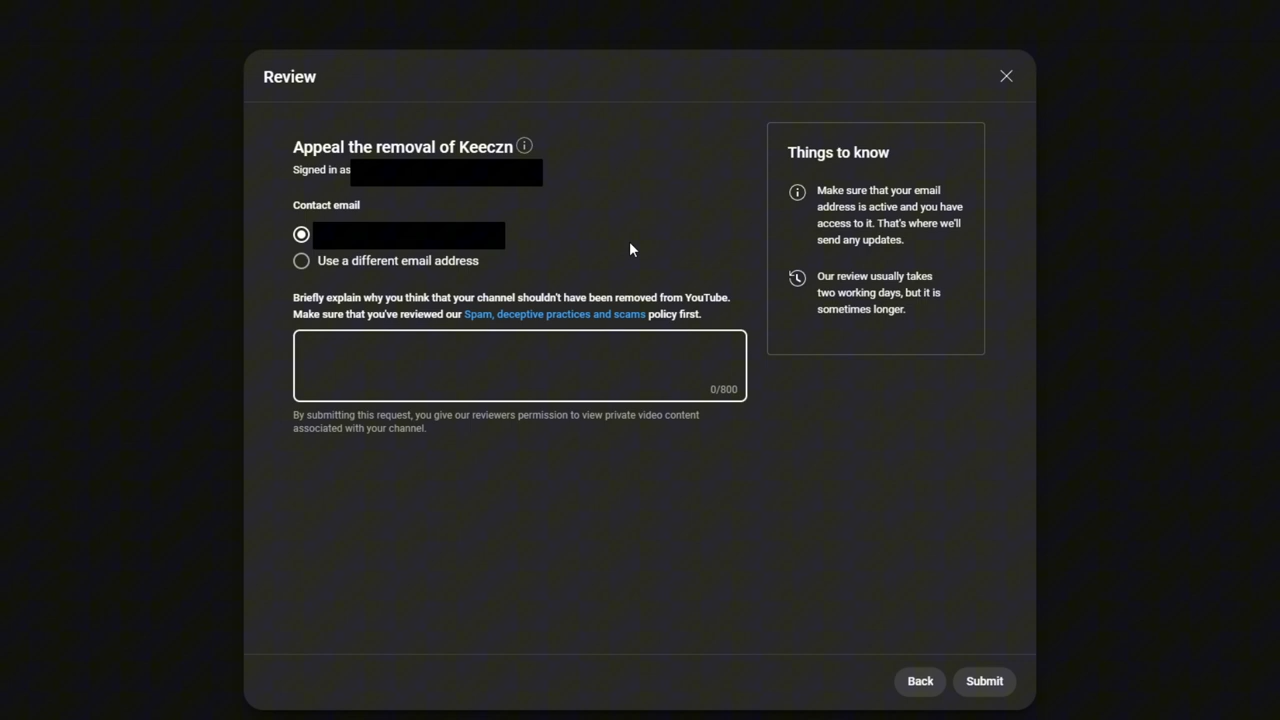 Review
Appeal the removal of Keeczn
Signed in as
Contact email
Use a different email address
Briefly explain why you think that your channel shouldn't have been removed from YouTube.
Make sure that you've reviewed our Spam, deceptive practices and scams policy first.
0/800
By submitting this request, you give our reviewers permission to view private video content
associated with your channel.
Things to know
Make sure that your email
address is active and you have
access to it. That's where we'll
send any updates.
Our review usually takes
two working days, but it is
sometimes longer.
Back
Submit